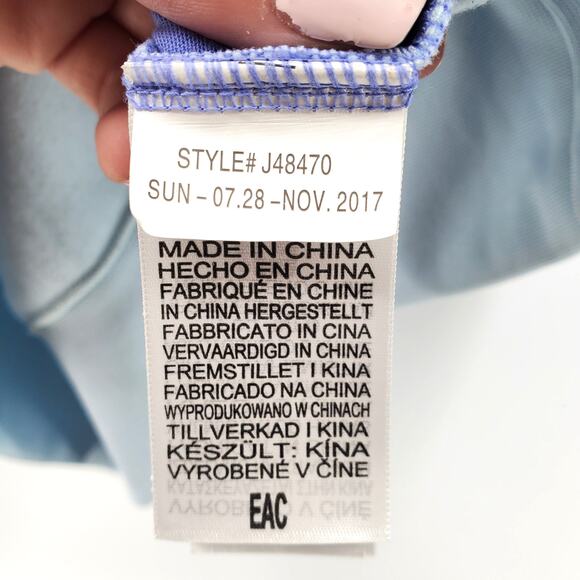 STYLE# J48470
SUN - 07.28 - NOV. 2017
MADE IN CHINA
HECHO EN CHINA
FABRIQUÉ EN CHINE
IN CHINA HERGESTELLT
FABBRICATO IN CINA
VERVAARDIGD IN CHINA
FREMSTILLET I KINA
FABRICADO NA CHINA
WYPRODUKOWANO W CHINACH
TILLVERKAD I KINA
KÉSZÜLT: KÍNA
VYROBENÉ V ČÍNE
EAC